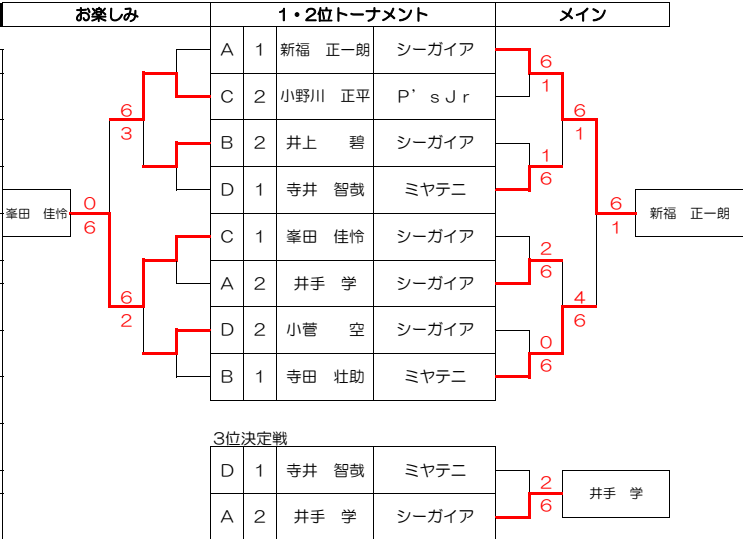 お楽しみ 1・2位トーナメント メイン
A 1 新福 正一朗 シーガイア
6
1
C 2 小野川 正平 P’sJr
6
3
6
1
B 2 井上 碧 シーガイア
1
6
D 1 寺井 智哉 ミヤテニ
峯田 佳怜
0
6
6
1
新福 正一朗
C 1 峯田 佳怜 シーガイア
2
6
A 2 井手 学 シーガイア
6
2
4
6
D 2 小菅 空 シーガイア
0
6
B 1 寺田 壮助 ミヤテニ
3位決定戦
D 1 寺井 智哉 ミヤテニ
2
6
井手 学
A 2 井手 学 シーガイア